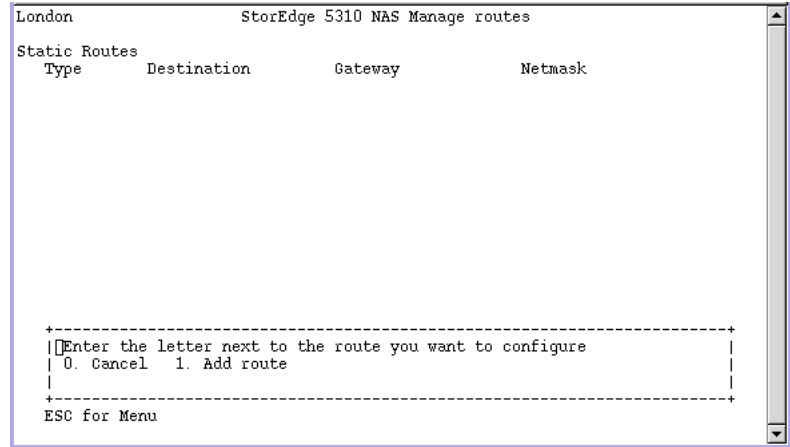 London StorEdge 5310 NAS Manage routes
Static Routes
Type Destination Gateway Netmask
Enter the letter next to the route you want to configure
0. Cancel 1. Add route
ESC for Menu